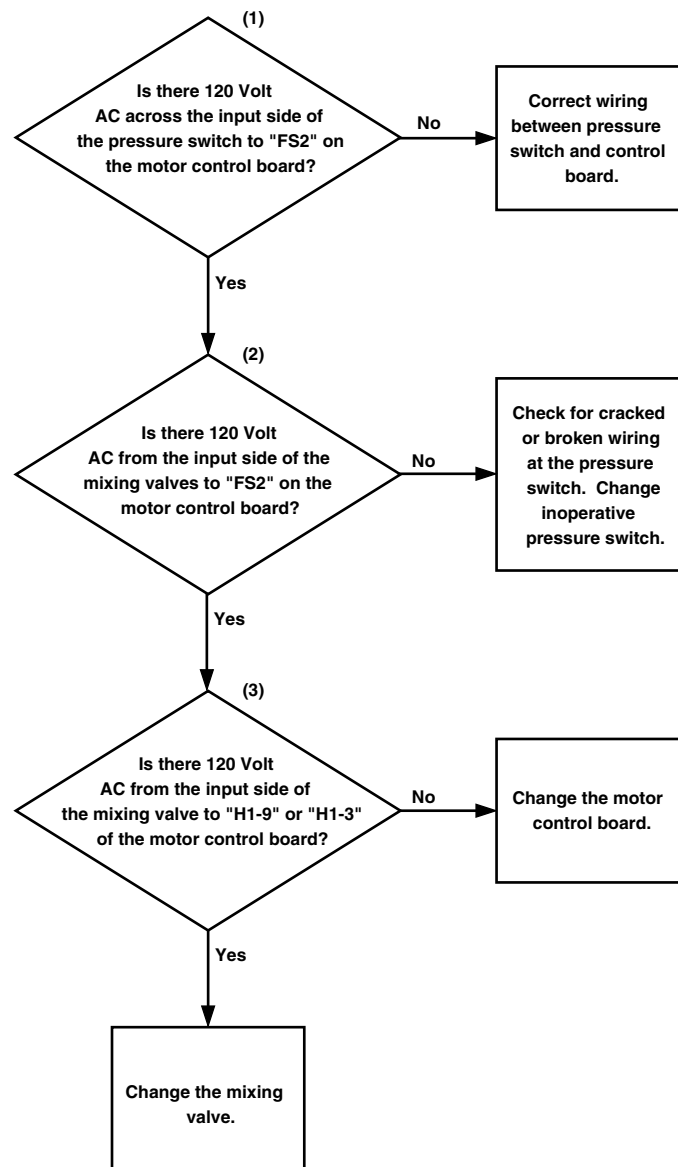 (1)
Is there 120 Volt
AC across the input side of
the pressure switch to "FS2" on
the motor control board?
No
Correct wiring
between pressure
switch and control
board.
Yes
(2)
Is there 120 Volt
AC from the input side of the
mixing valves to "FS2" on the
motor control board?
No
Check for cracked
or broken wiring
at the pressure
switch. Change
inoperative
pressure switch.
Yes
(3)
Is there 120 Volt
AC from the input side of
the mixing valve to "H1-9" or "H1-3"
of the motor control board?
No
Change the motor
control board.
Yes
Change the mixing
valve.